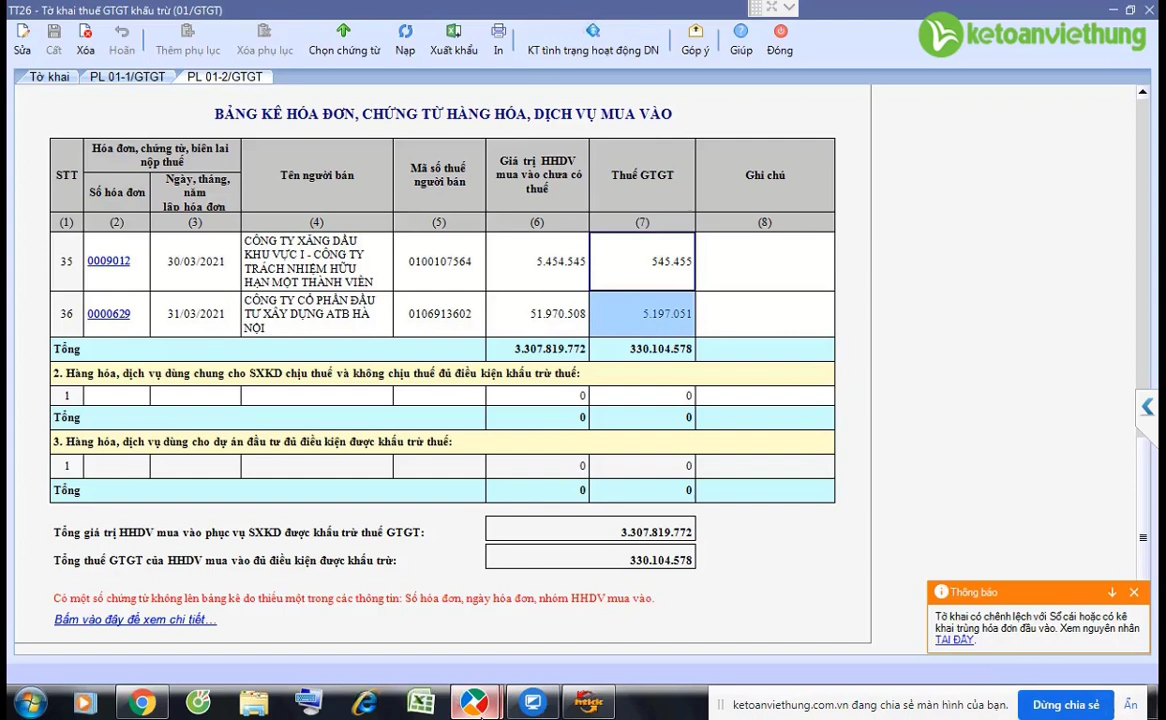 TT26 - Tờ khai thuế GTGT khấu trừ (01/GTGT)
Sửa Cất Xóa Hoãn Thêm phụ lục Xóa phụ lục Chọn chứng từ Nạp Xuất khẩu In KT tình trạng hoạt động DN Góp ý Giúp Đóng
ketoanviethung
Tờ khai PL 01-1/GTGT PL 01-2/GTGT
BẢNG KÊ HÓA ĐƠN, CHỨNG TỪ HÀNG HÓA, DỊCH VỤ MUA VÀO
STT
Hóa đơn, chứng từ, biên lai
nộp thuế
Số hóa đơn
Ngày, tháng,
năm
lập hóa đơn
Tên người bán
Mã số thuế
người bán
Giá trị HHDV
mua vào chưa có
thuế
Thuế GTGT
Ghi chú
(1) (2) (3) (4) (5) (6) (7) (8)
35 0009012 30/03/2021
CÔNG TY XĂNG DẦU
KHU VỰC I - CÔNG TY
TRÁCH NHIỆM HỮU
HẠN MỘT THÀNH VIÊN
0100107564 5.454.545 545.455
36 0000629 31/03/2021
CÔNG TY CỔ PHẦN ĐẦU
TƯ XÂY DỰNG ATB HÀ
NỘI
0106913602 51.970.508 5.197.051
Tổng 3.307.819.772 330.104.578
2. Hàng hóa, dịch vụ dùng chung cho SXKD chịu thuế và không chịu thuế đủ điều kiện khấu trừ thuế:
1 0 0
Tổng 0 0
3. Hàng hóa, dịch vụ dùng cho dự án đầu tư đủ điều kiện được khấu trừ thuế:
1 0 0
Tổng 0 0
Tổng giá trị HHDV mua vào phục vụ SXKD được khấu trừ thuế GTGT: 3.307.819.772
Tổng thuế GTGT của HHDV mua vào đủ điều kiện được khấu trừ: 330.104.578
Có một số chứng từ không lên bảng kê do thiếu một trong các thông tin: Số hóa đơn, ngày hóa đơn, nhóm HHDV mua vào.
Bấm vào đây để xem chi tiết...
Thông báo
Tờ khai có chênh lệch với Sổ cái hoặc có kê
khai trùng hóa đơn đầu vào. Xem nguyên nhân
TẠI ĐÂY.
ketoanviethung.com.vn đang chia sẻ màn hình của bạn. Dừng chia sẻ Ẩn